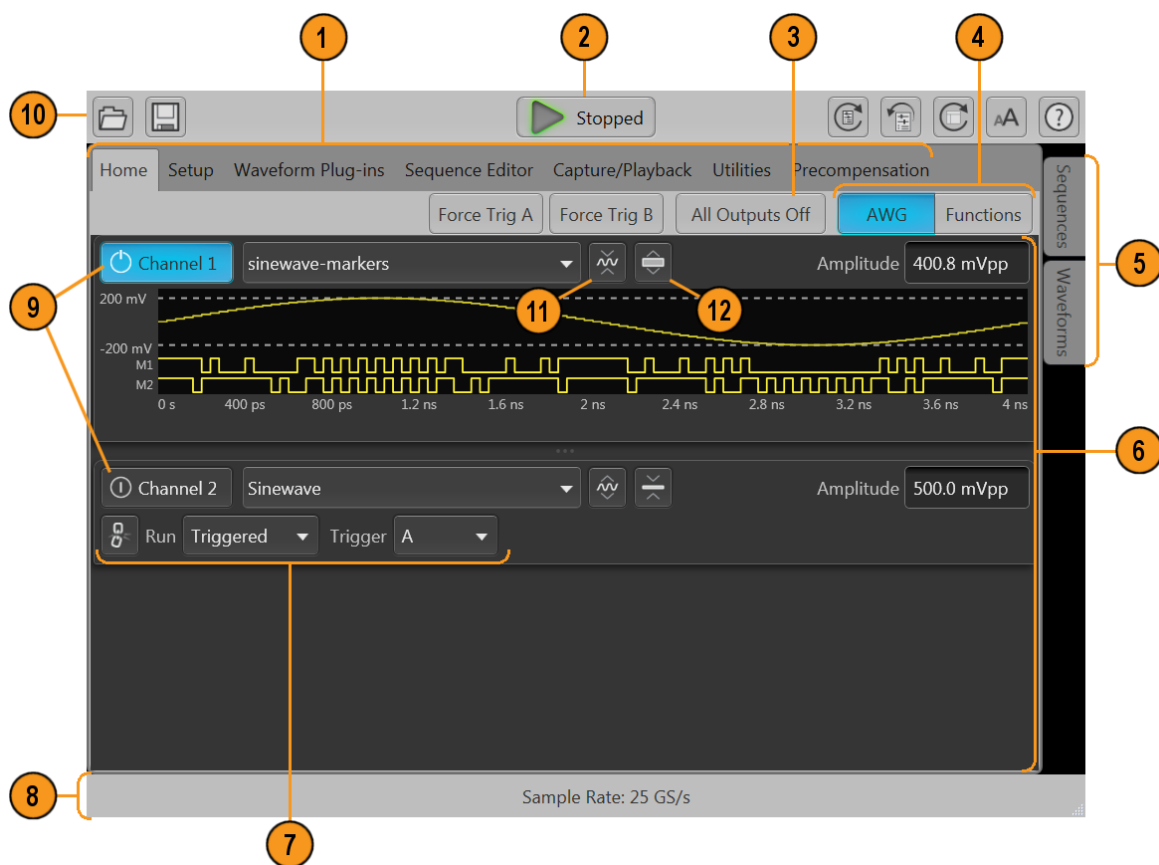 1
2
3
4
10
Stopped
AA
?
Home Setup Waveform Plug-ins Sequence Editor Capture/Playback Utilities Precompensation
Sequences
Force Trig A Force Trig B All Outputs Off AWG Functions
5
Waveforms
Channel 1 sinewave-markers Amplitude 400.8 mVpp
9
11
12
200 mV
-200 mV
M1
M2
0 s 400 ps 800 ps 1.2 ns 1.6 ns 2 ns 2.4 ns 2.8 ns 3.2 ns 3.6 ns 4 ns
6
Channel 2 Sinewave Amplitude 500.0 mVpp
Run Triggered Trigger A
8
Sample Rate: 25 GS/s
7